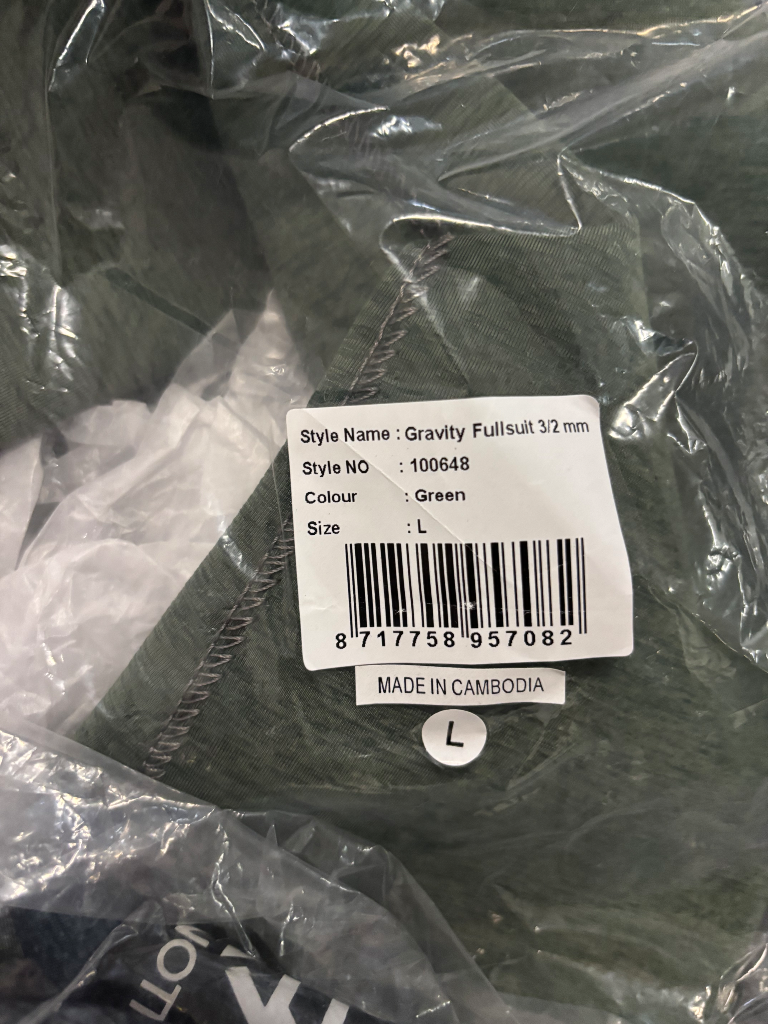 Style Name : Gravity Fullsuit 3/2 mm
Style NO : 100648
Colour : Green
Size : L
8 717758 957082
MADE IN CAMBODIA
L